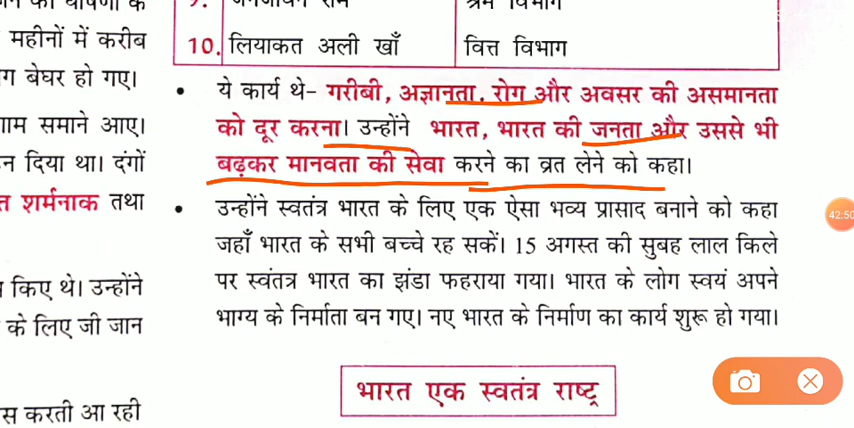 महीनों में करीब
बेघर हो गए।
समाने आए।
दिया था। दंगों
शर्मनाक तथा
किए थे। उन्होंने
के लिए जी जान
करती आ रही
10. लियाकत अली खाँ वित्त विभाग
• ये कार्य थे- गरीबी, अज्ञानता, रोग और अवसर की असमानता
को दूर करना। उन्होंने भारत, भारत की जनता और उससे भी
बढ़कर मानवता की सेवा करने का व्रत लेने को कहा।
• उन्होंने स्वतंत्र भारत के लिए एक ऐसा भव्य प्रासाद बनाने को कहा
जहाँ भारत के सभी बच्चे रह सकें। 15 अगस्त की सुबह लाल किले
पर स्वंतत्र भारत का झंडा फहराया गया। भारत के लोग स्वयं अपने
भाग्य के निर्माता बन गए। नए भारत के निर्माण का कार्य शुरू हो गया।
42:50
भारत एक स्वतंत्र राष्ट्र